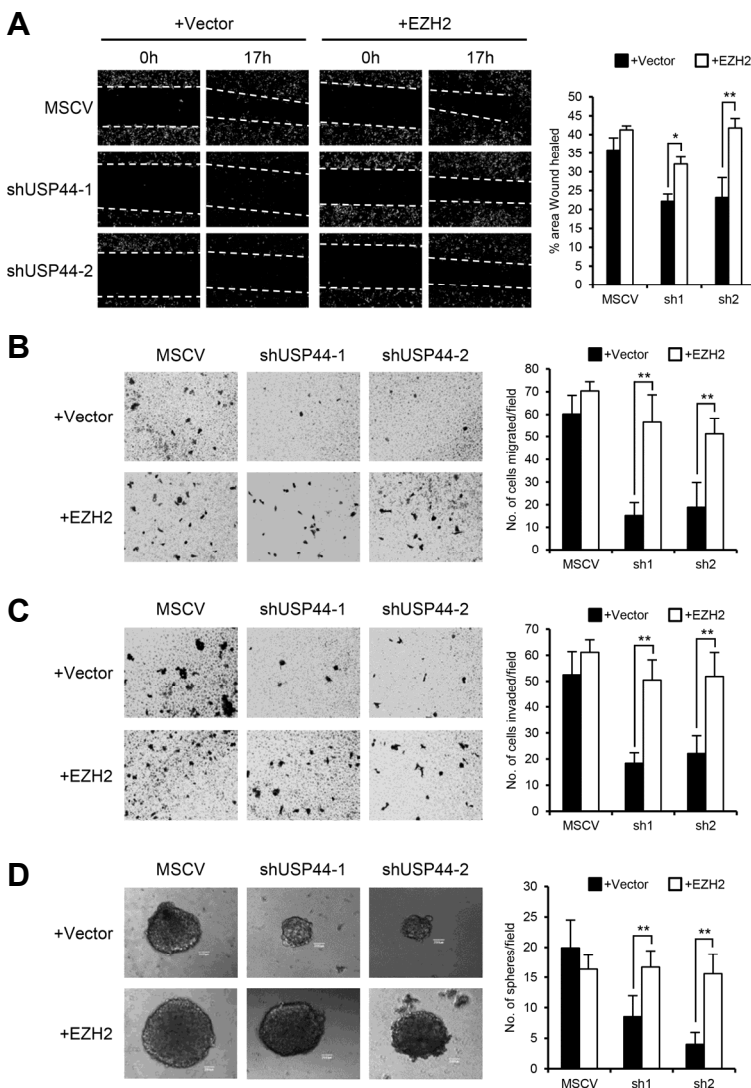 A
+Vector
+EZH2
0h
17h
0h
17h
MSCV
shUSP44-1
shUSP44-2
+Vector
+EZH2
% area Wound healed
50
45
40
35
30
25
20
15
10
5
0
*
**
MSCV
sh1
sh2
B
MSCV
shUSP44-1
shUSP44-2
+Vector
+EZH2
+Vector
+EZH2
No. of cells migrated/field
80
70
60
50
40
30
20
10
0
**
**
MSCV
sh1
sh2
C
MSCV
shUSP44-1
shUSP44-2
+Vector
+EZH2
+Vector
+EZH2
No. of cells invaded/field
70
60
50
40
30
20
10
0
**
**
MSCV
sh1
sh2
D
MSCV
shUSP44-1
shUSP44-2
+Vector
+EZH2
+Vector
+EZH2
No. of spheres/field
30
25
20
15
10
5
0
**
**
MSCV
sh1
sh2